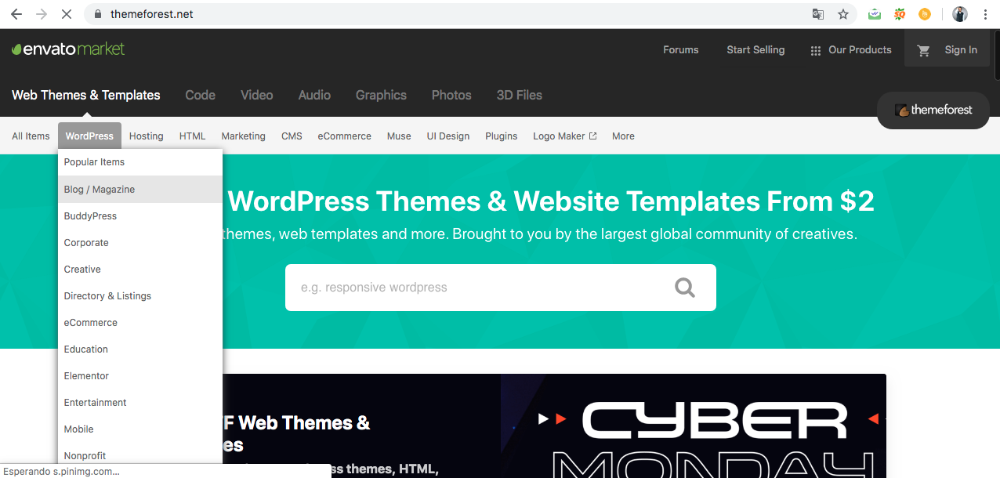 themeforest.net
envatomarket
Forums
Start Selling
Our Products
Sign In
Web Themes & Templates
Code
Video
Audio
Graphics
Photos
3D Files
themeforest
All Items
WordPress
Hosting
HTML
Marketing
CMS
eCommerce
Muse
UI Design
Plugins
Logo Maker
More
Popular Items
Blog / Magazine
BuddyPress
Corporate
Creative
Directory & Listings
eCommerce
Education
Elementor
Entertainment
Mobile
Nonprofit
WordPress Themes & Website Templates From $2
themes, web templates and more. Brought to you by the largest global community of creatives.
e.g. responsive wordpress
F Web Themes &
es
ss themes, HTML,
CYBER
MONDAY
Esperando s.pinimg.com...